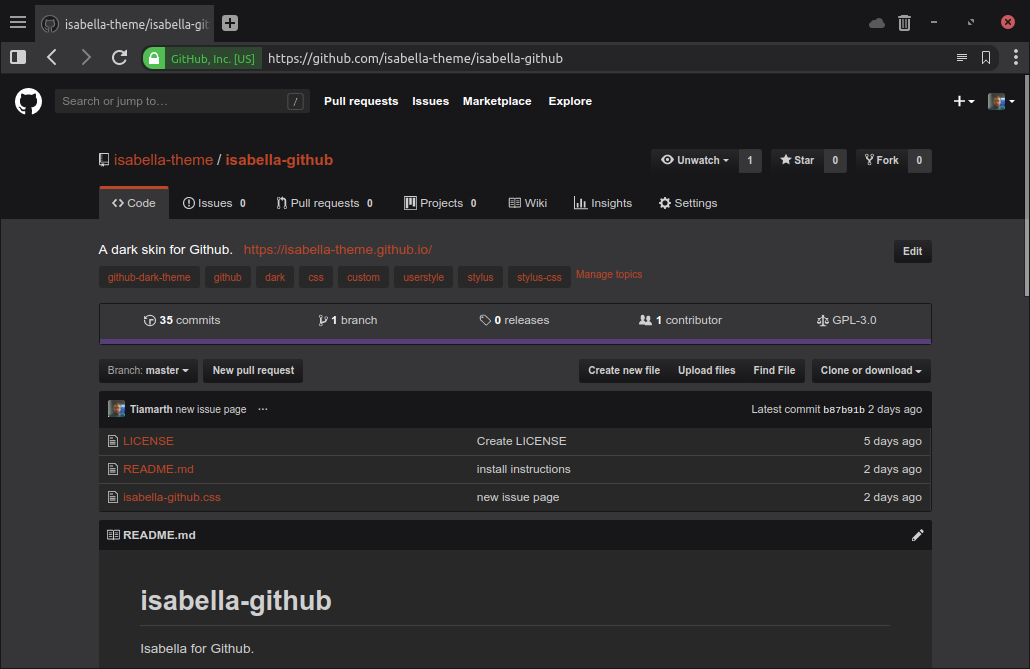 isabella-theme/isabella-git
GitHub, Inc. [US] https://github.com/isabella-theme/isabella-github
Search or jump to… / Pull requests Issues Marketplace Explore
isabella-theme / isabella-github Unwatch 1 Star 0 Fork 0
Code Issues 0 Pull requests 0 Projects 0 Wiki Insights Settings
A dark skin for Github. https://isabella-theme.github.io/ Edit
github-dark-theme github dark css custom userstyle stylus stylus-css Manage topics
35 commits 1 branch 0 releases 1 contributor GPL-3.0
Branch: master New pull request Create new file Upload files Find File Clone or download
Tiamarth new issue page … Latest commit b87b91b 2 days ago
LICENSE Create LICENSE 5 days ago
README.md install instructions 2 days ago
isabella-github.css new issue page 2 days ago
README.md
isabella-github
Isabella for Github.